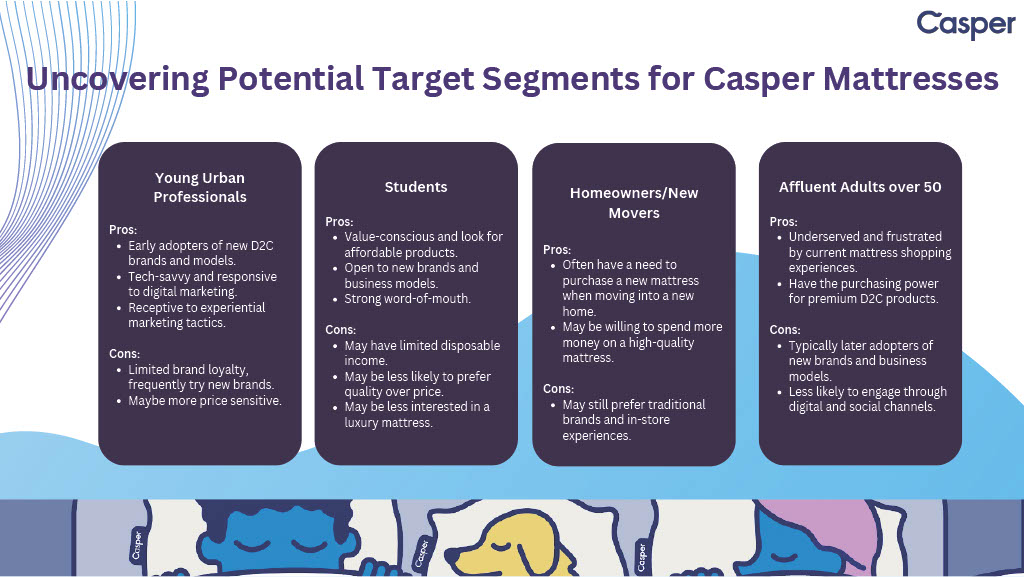 Casper
Uncovering Potential Target Segments for Casper Mattresses
Young Urban
Professionals
Pros:
• Early adopters of new D2C
brands and models.
• Tech-savvy and responsive
to digital marketing.
• Receptive to experiential
marketing tactics.
Cons:
• Limited brand loyalty,
frequently try new brands.
• Maybe more price sensitive.
Students
Pros:
• Value-conscious and look for
affordable products.
• Open to new brands and
business models.
• Strong word-of-mouth.
Cons:
• May have limited disposable
income.
• May be less likely to prefer
quality over price.
• May be less interested in a
luxury mattress.
Homeowners/New
Movers
Pros:
• Often have a need to
purchase a new mattress
when moving into a new
home.
• May be willing to spend more
money on a high-quality
mattress.
Cons:
• May still prefer traditional
brands and in-store
experiences.
Affluent Adults over 50
Pros:
• Underserved and frustrated
by current mattress shopping
experiences.
• Have the purchasing power
for premium D2C products.
Cons:
• Typically later adopters of
new brands and business
models.
• Less likely to engage through
digital and social channels.
Casper
Casper
Casper